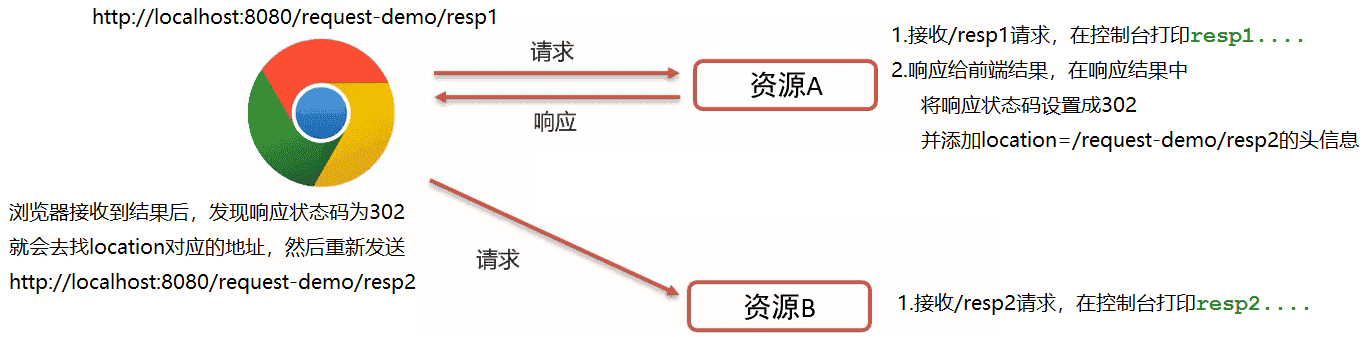 http://localhost:8080/request-demo/resp1
请求
响应
资源A
1.接收/resp1请求，在控制台打印resp1....
2.响应给前端结果，在响应结果中
将响应状态码设置成302
并添加location=/request-demo/resp2的头信息
浏览器接收到结果后，发现响应状态码为302
就会去找location对应的地址，然后重新发送
http://localhost:8080/request-demo/resp2
请求
资源B
1.接收/resp2请求，在控制台打印resp2....